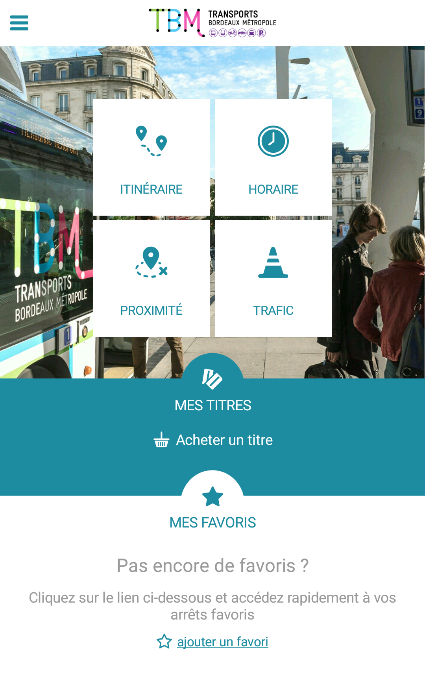 TBM TRANSPORTS
BORDEAUX MÉTROPOLE
ITINÉRAIRE
HORAIRE
TBM
TRANSPORTS
BORDEAUX MÉTROPOLE
PROXIMITÉ
TRAFIC
MES TITRES
Acheter un titre
MES FAVORIS
Pas encore de favoris ?
Cliquez sur le lien ci-dessous et accédez rapidement à vos
arrêts favoris
ajouter un favori